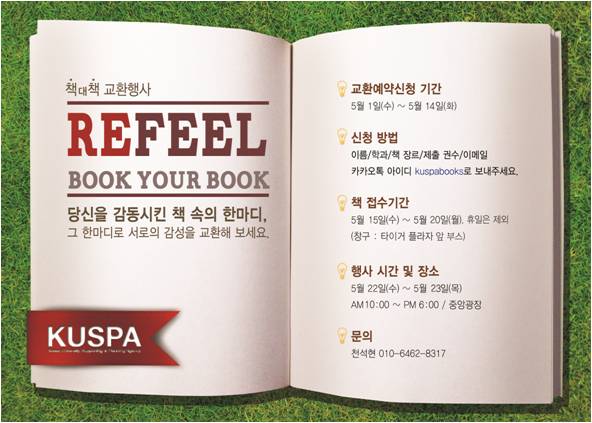 책대책 교환행사
REFEEL
BOOK YOUR BOOK
당신을 감동시킨 책 속의 한마디,
그 한마디로 서로의 감성을 교환해 보세요.
KUSPA
교환예약신청 기간
5월 1일(수) ~ 5월 14일(화)
신청 방법
이름/학과/책 장르/제출 권수/이메일
카카오톡 아이디 kuspabooks로 보내주세요.
책 접수기간
5월 15일(수) ~ 5월 20일(월), 휴일은 제외
(창구 : 타이거 플라자 앞 부스)
행사 시간 및 장소
5월 22일(수) ~ 5월 23일(목)
AM 10:00 ~ PM 6:00 / 중앙광장
문의
천석현 010-6462-8317